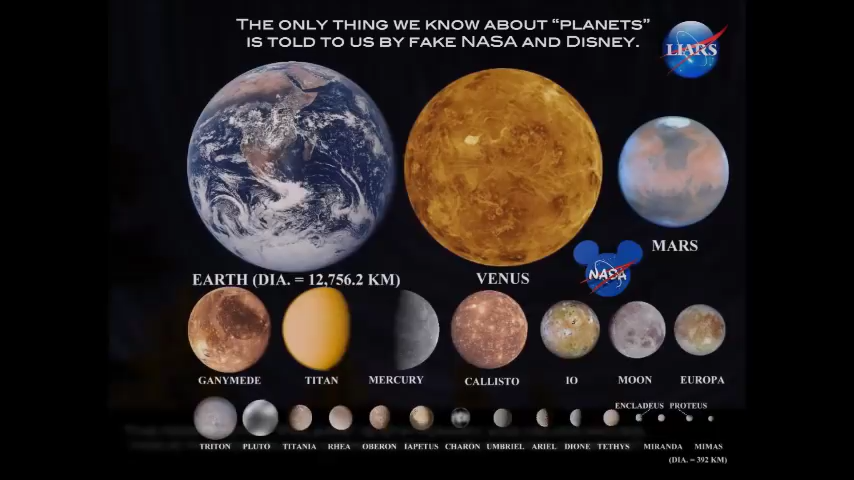 THE ONLY THING WE KNOW ABOUT “PLANETS”
IS TOLD TO US BY FAKE NASA AND DISNEY.
LIARS
EARTH (DIA. = 12,756.2 KM)
VENUS
MARS
NASA
GANYMEDE
TITAN
MERCURY
CALLISTO
IO
MOON
EUROPA
ENCLADEUS
PROTEUS
TRITON
PLUTO
TITANIA
RHEA
OBERON
IAPETUS
CHARON
UMBRIEL
ARIEL
DIONE
TETHYS
MIRANDA
MIMAS
(DIA. = 392 KM)